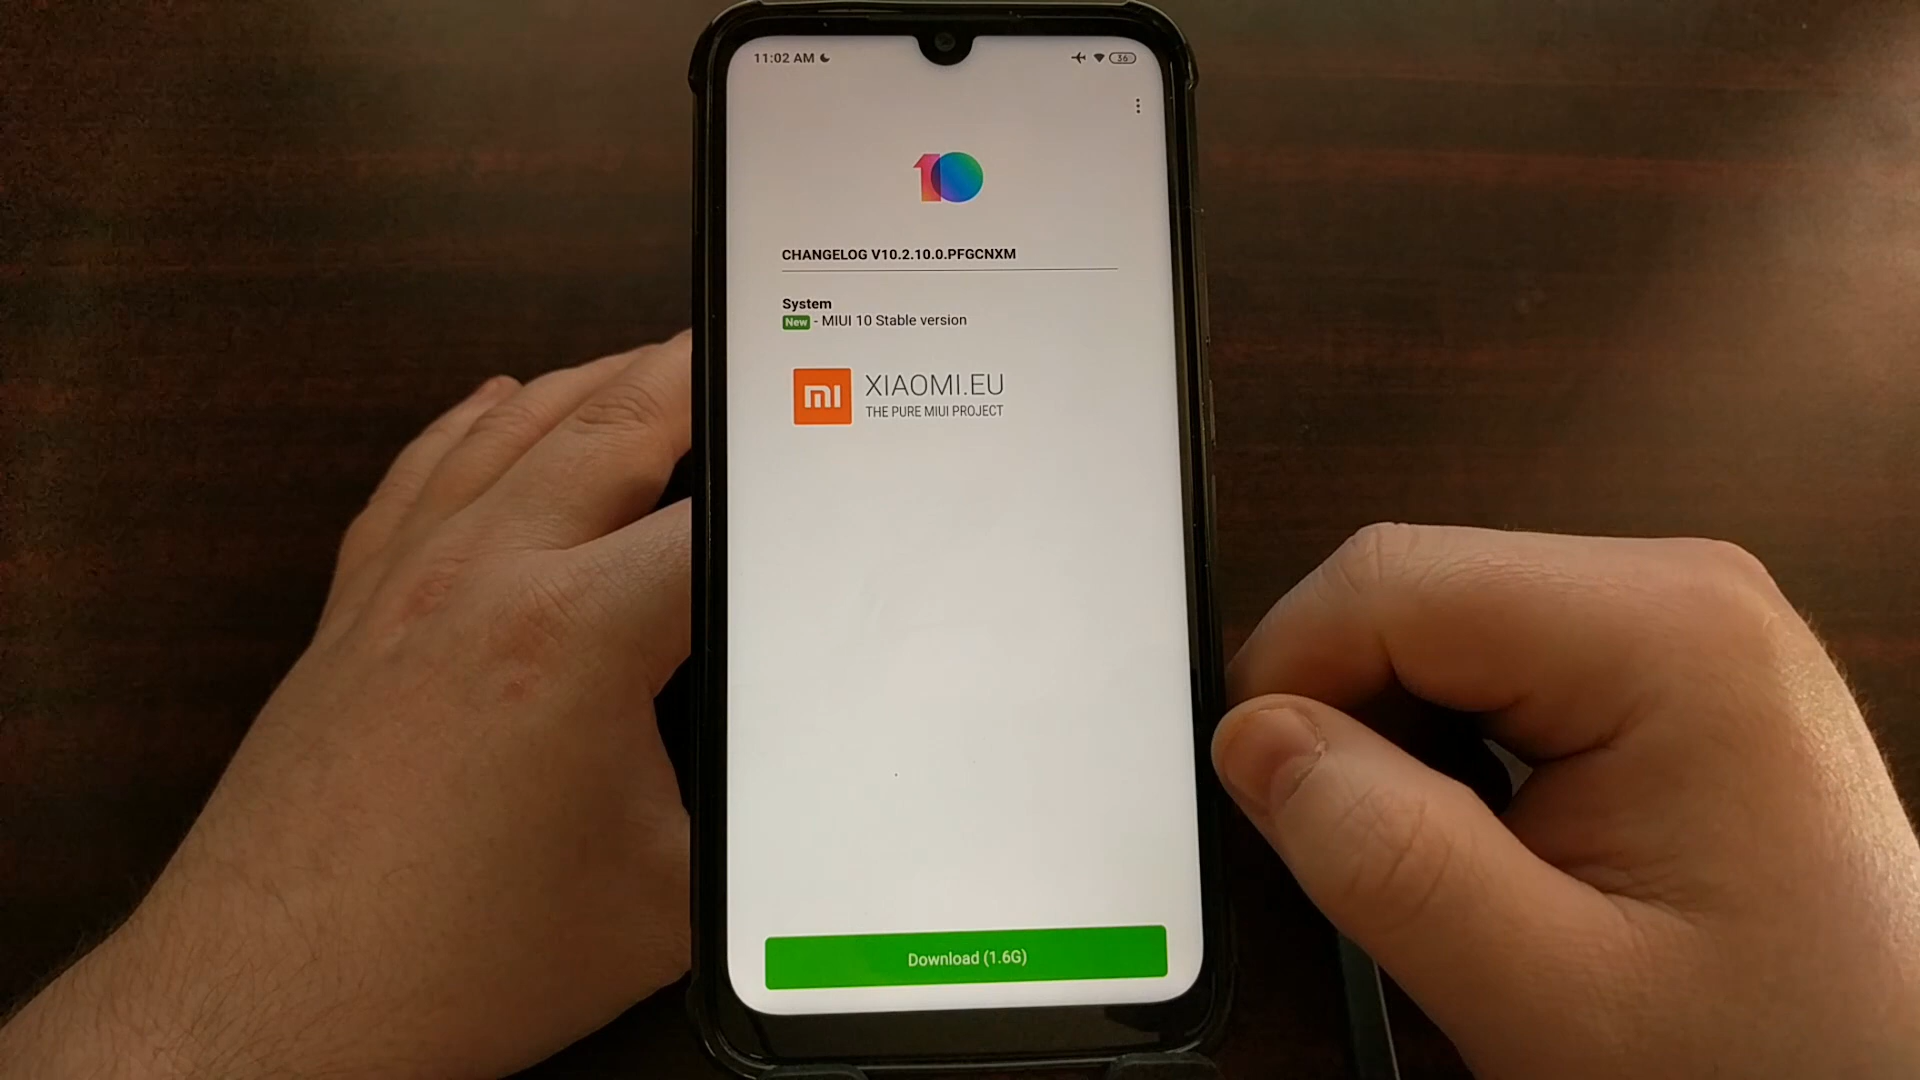 11:02 AM
36
10
CHANGELOG V10.2.10.0.PFGCNXM
System
New - MIUI 10 Stable version
mi XIAOMI.EU
THE PURE MIUI PROJECT
Download (1.6G)